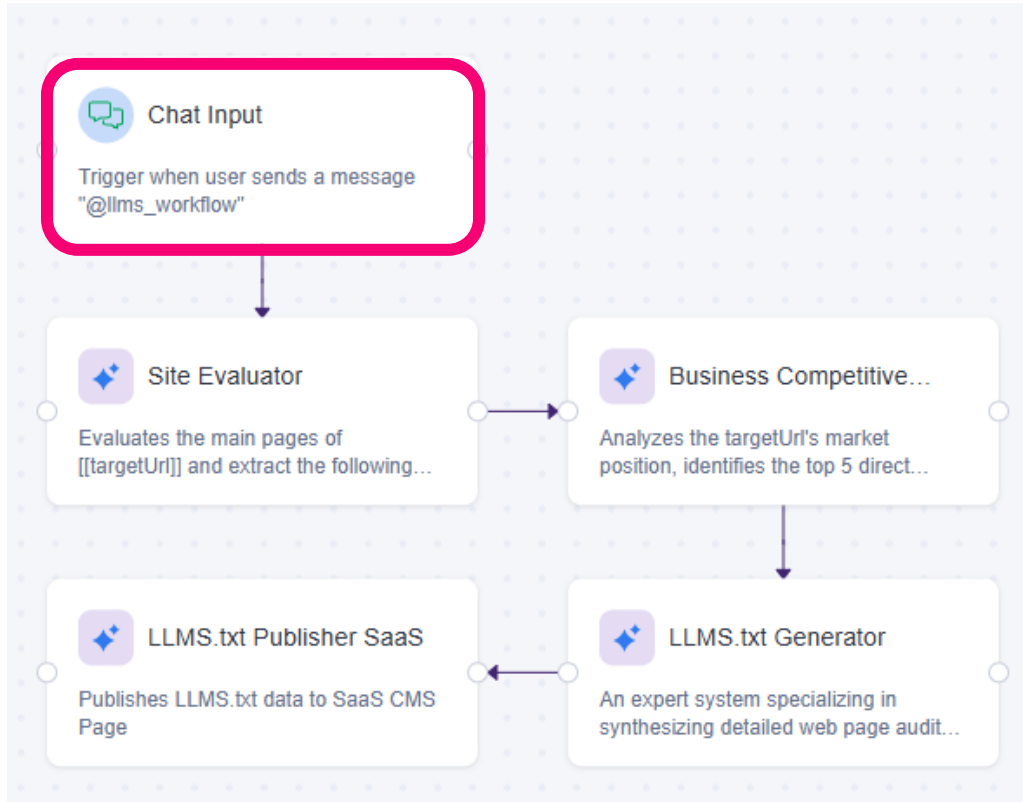 Chat Input
Trigger when user sends a message
"@llms_workflow"
Site Evaluator
Evaluates the main pages of
[[targetUrl]] and extract the following...
Business Competitive...
Analyzes the targetUrl's market
position, identifies the top 5 direct...
LLMS.txt Publisher SaaS
Publishes LLMS.txt data to SaaS CMS
Page
LLMS.txt Generator
An expert system specializing in
synthesizing detailed web page audit...